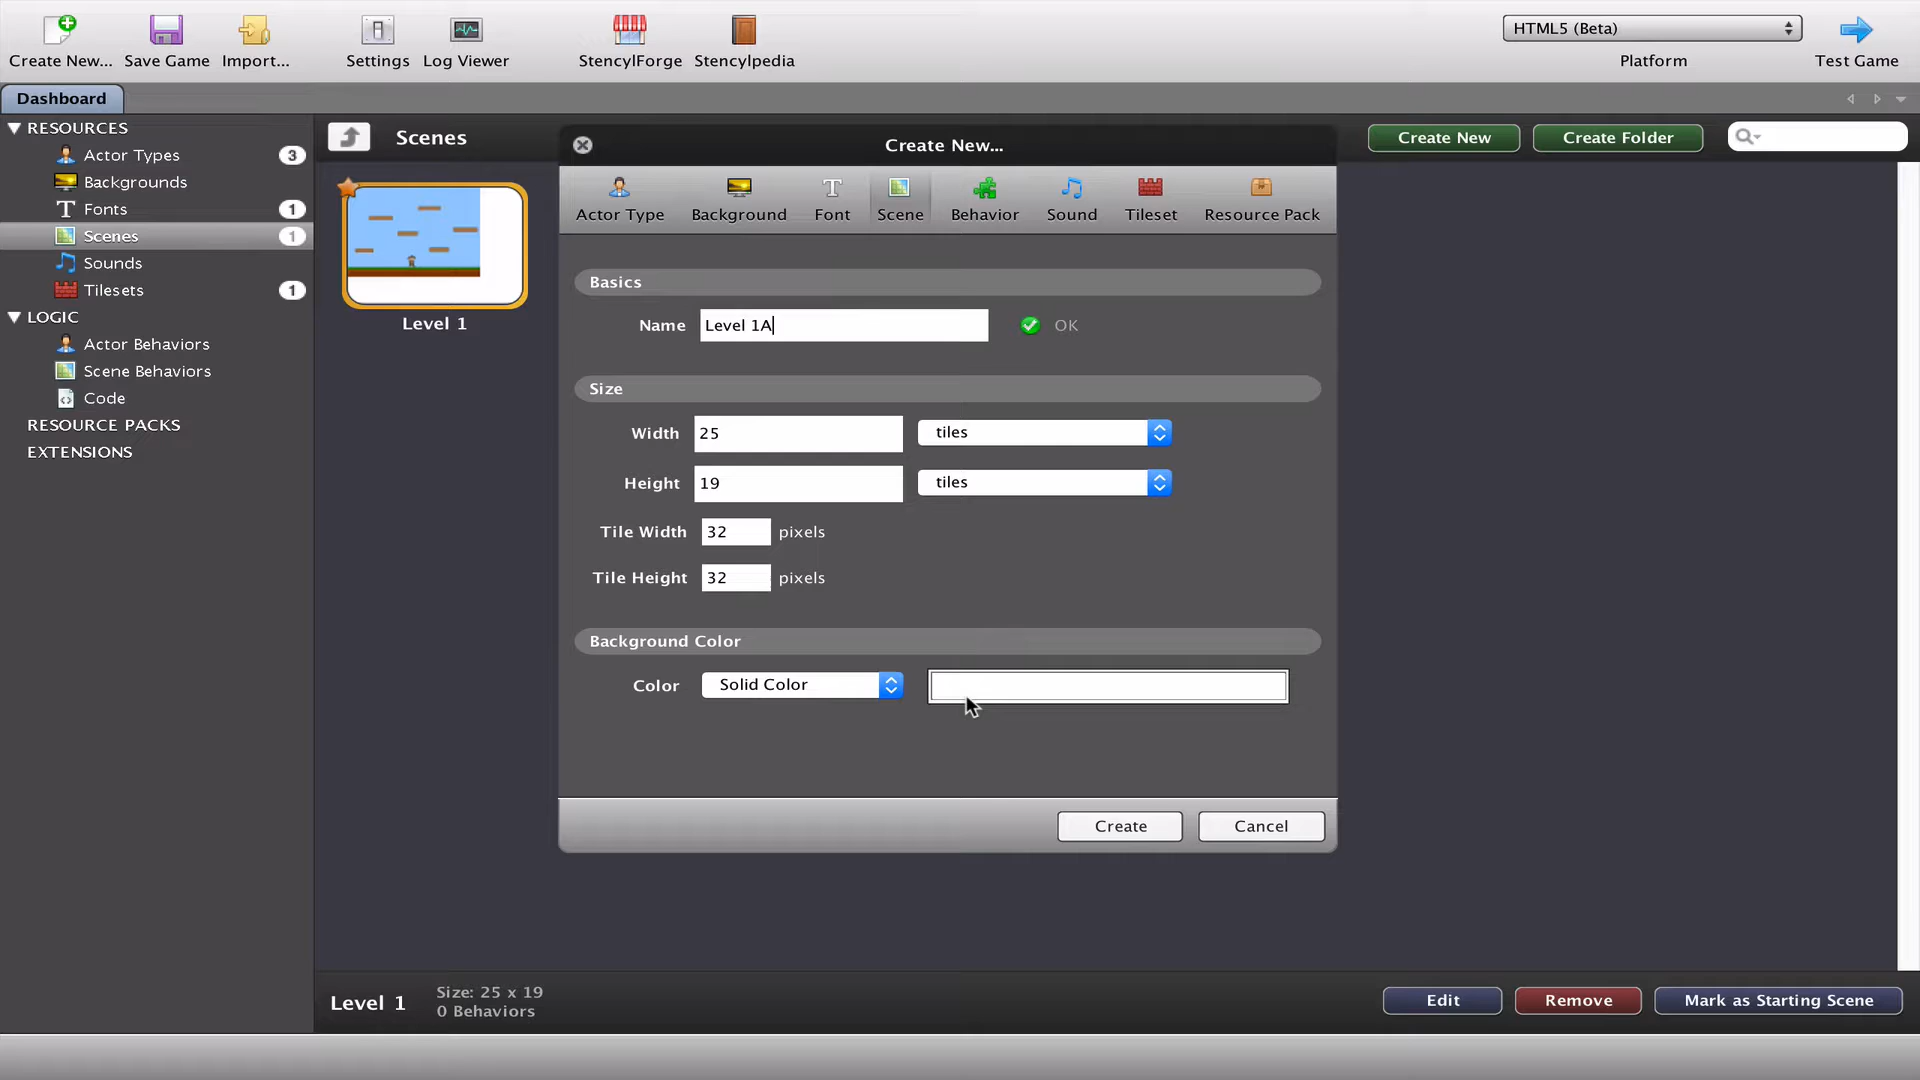 Create New... Save Game Import... Settings Log Viewer StencylForge Stencylpedia HTML5 (Beta) Platform Test Game
Dashboard
RESOURCES
Actor Types 3
Backgrounds
Fonts 1
Scenes 1
Sounds
Tilesets 1
LOGIC
Actor Behaviors
Scene Behaviors
Code
RESOURCE PACKS
EXTENSIONS
Scenes
Create New Create Folder
Level 1
Create New...
Actor Type Background Font Scene Behavior Sound Tileset Resource Pack
Basics
Name Level 1A OK
Size
Width 25 tiles
Height 19 tiles
Tile Width 32 pixels
Tile Height 32 pixels
Background Color
Color Solid Color
Create Cancel
Level 1
Size: 25 x 19
0 Behaviors
Edit Remove Mark as Starting Scene